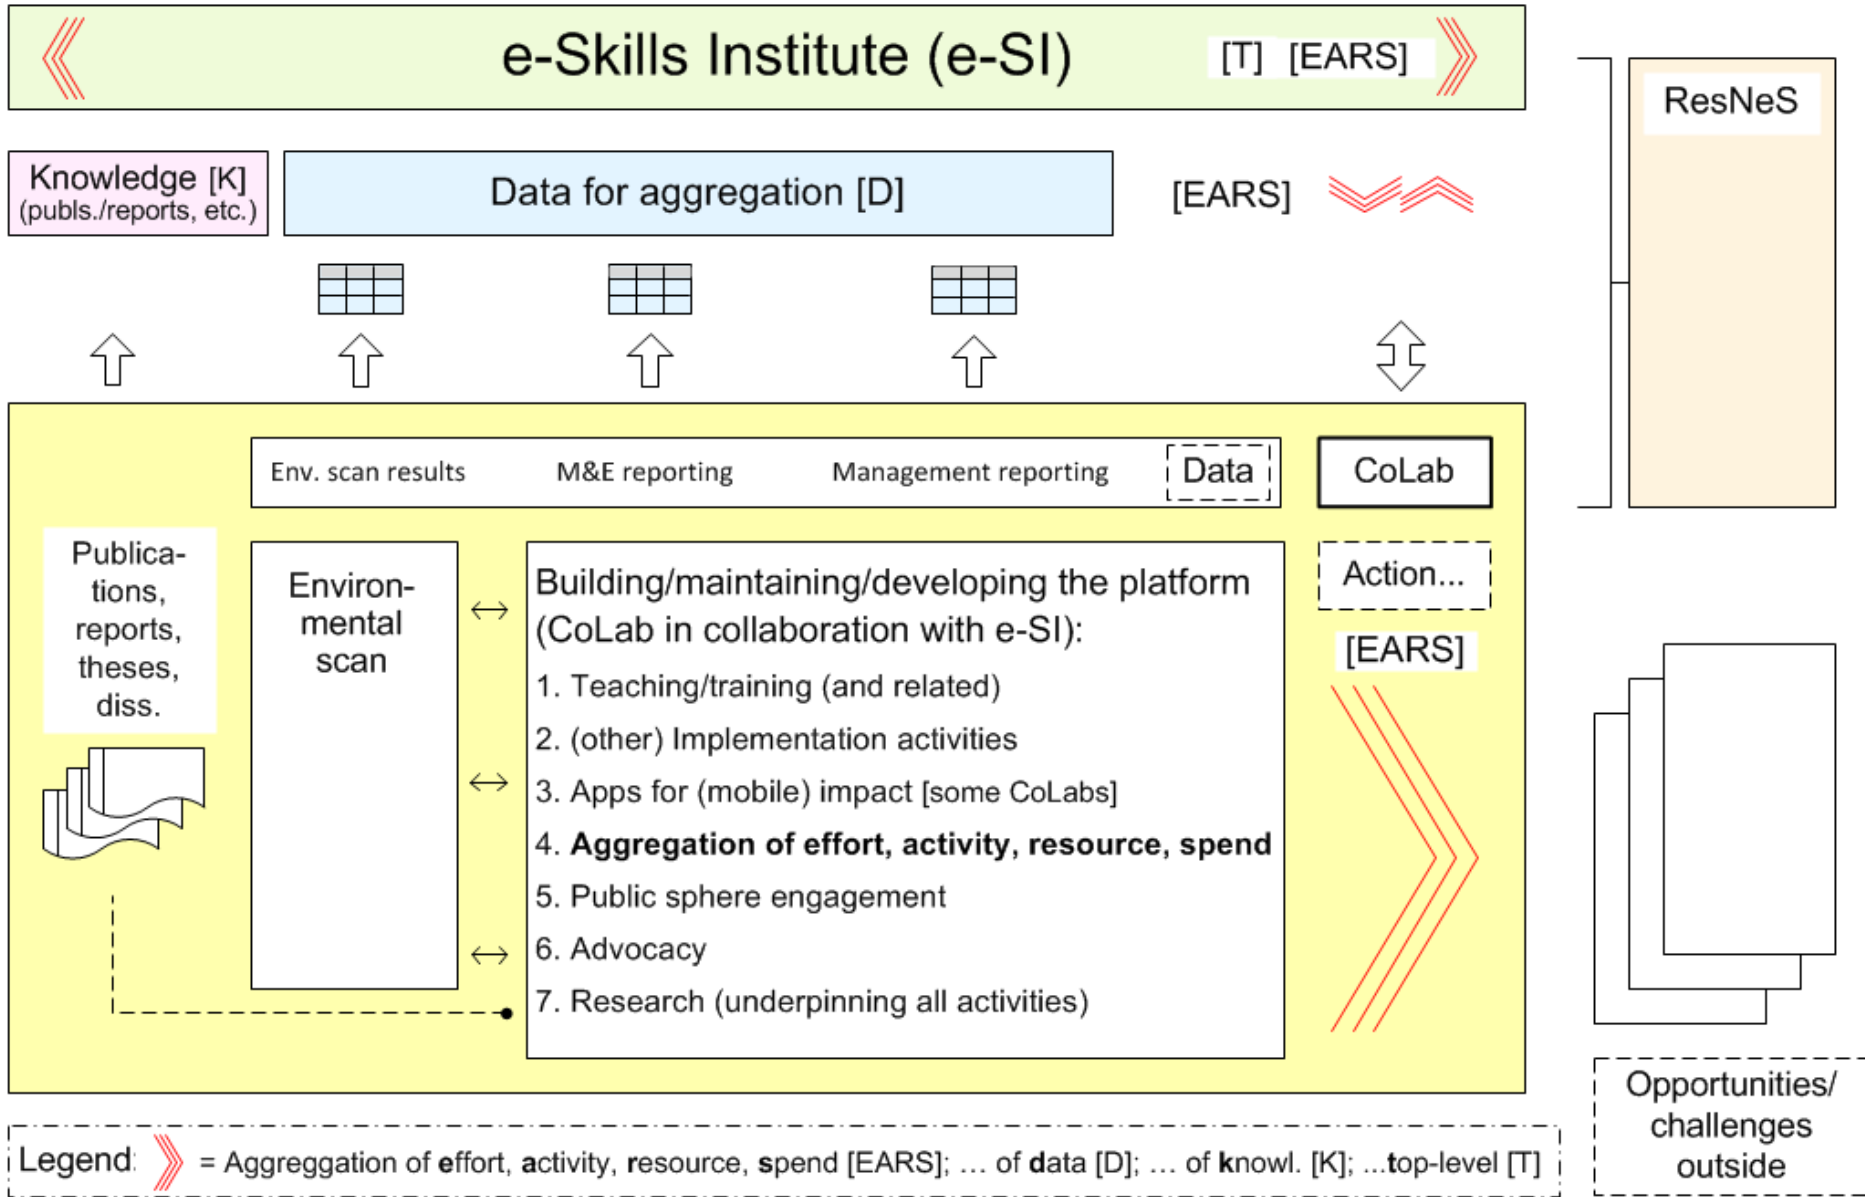 e-Skills Institute (e-SI)
[T] [EARS]
ResNeS
Knowledge [K]
(publs./reports, etc.)
Data for aggregation [D]
[EARS]
Env. scan results
M&E reporting
Management reporting
Data
CoLab
Publica-
tions,
reports,
theses,
diss.
Environ-
mental
scan
Building/maintaining/developing the platform
(CoLab in collaboration with e-SI):
1. Teaching/training (and related)
2. (other) Implementation activities
3. Apps for (mobile) impact [some CoLabs]
4. Aggregation of effort, activity, resource, spend
5. Public sphere engagement
6. Advocacy
7. Research (underpinning all activities)
Action...
[EARS]
Opportunities/
challenges
outside
Legend: = Aggreggation of effort, activity, resource, spend [EARS]; … of data [D]; … of knowl. [K]; ...top-level [T]